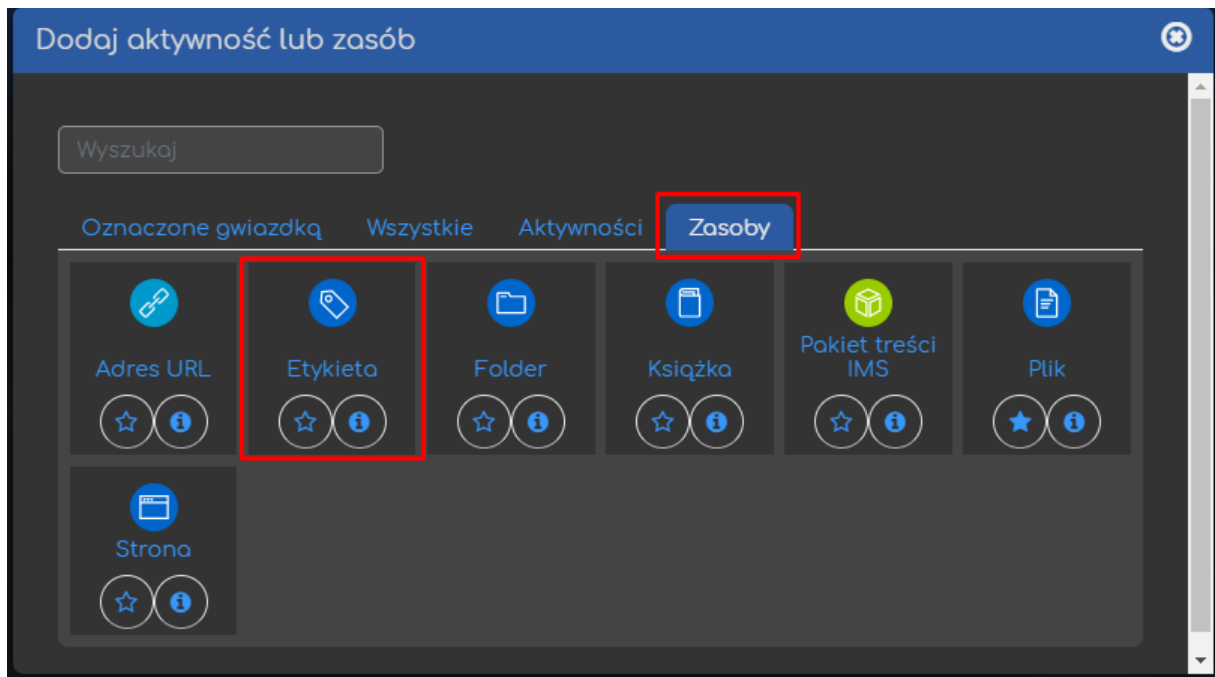 Dodaj aktywność lub zasób
Wyszukaj
Oznaczone gwiazdką Wszystkie Aktywności Zasoby
Adres URL Etykieta Folder Książka Pakiet treści IMS Plik
Strona